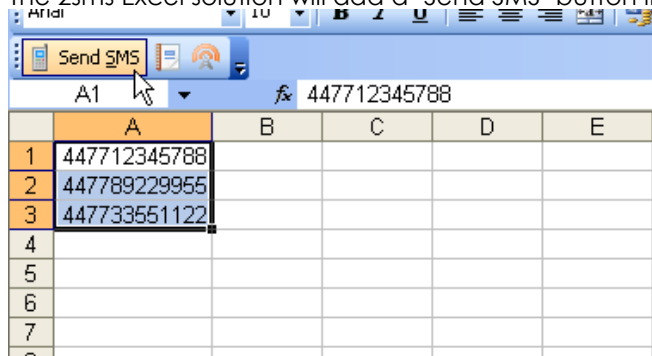 The 2sms Excel solution will add a "Send SMS" button
Arial 10 B I U
Send SMS
A1 fx 447712345788
A B C D E
1 447712345788
2 447789229955
3 447733551122
4
5
6
7